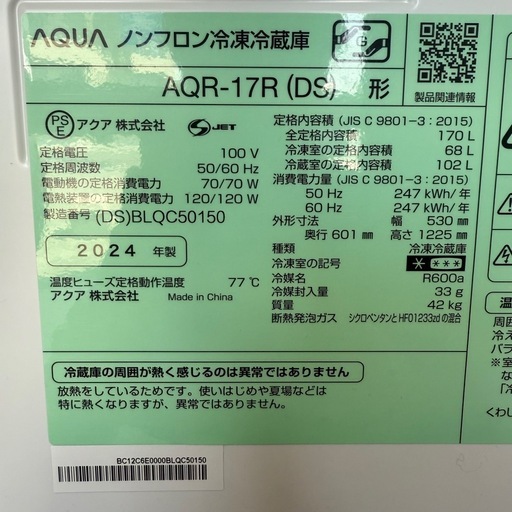 AQUA ノンフロン冷凍冷蔵庫
AQR-17R (DS) 形
製品関連情報
PS
E
アクア 株式会社
S-JET
定格電圧 100 V
定格周波数 50/60 Hz
電動機の定格消費電力 70/70 W
電熱装置の定格消費電力 120/120 W
製造番号 (DS)BLQC50150
2024 年製
温度ヒューズ定格動作温度 77℃
アクア 株式会社 Made in China
定格内容積 (JIS C 9801-3 : 2015)
全定格内容積 170 L
冷凍室の定格内容積 68 L
冷蔵室の定格内容積 102 L
消費電力量 (JIS C 9801-3 : 2015)
50 Hz 247 kWh/年
60 Hz 247 kWh/年
外形寸法 幅 530 mm
奥行 601 mm 高さ 1225 mm
種類 冷凍冷蔵庫
冷凍室の記号
冷媒名 R600a
冷媒封入量 33 g
質量 42 kg
断熱発泡ガス シクロペンタンとHFO1233zdの混合
冷蔵庫の周囲が熱く感じるのは異常ではありません
放熱をしているためです。使いはじめや夏場などは
特に熱くなりますが、異常ではありません。
BC12C6E0000BLQC50150